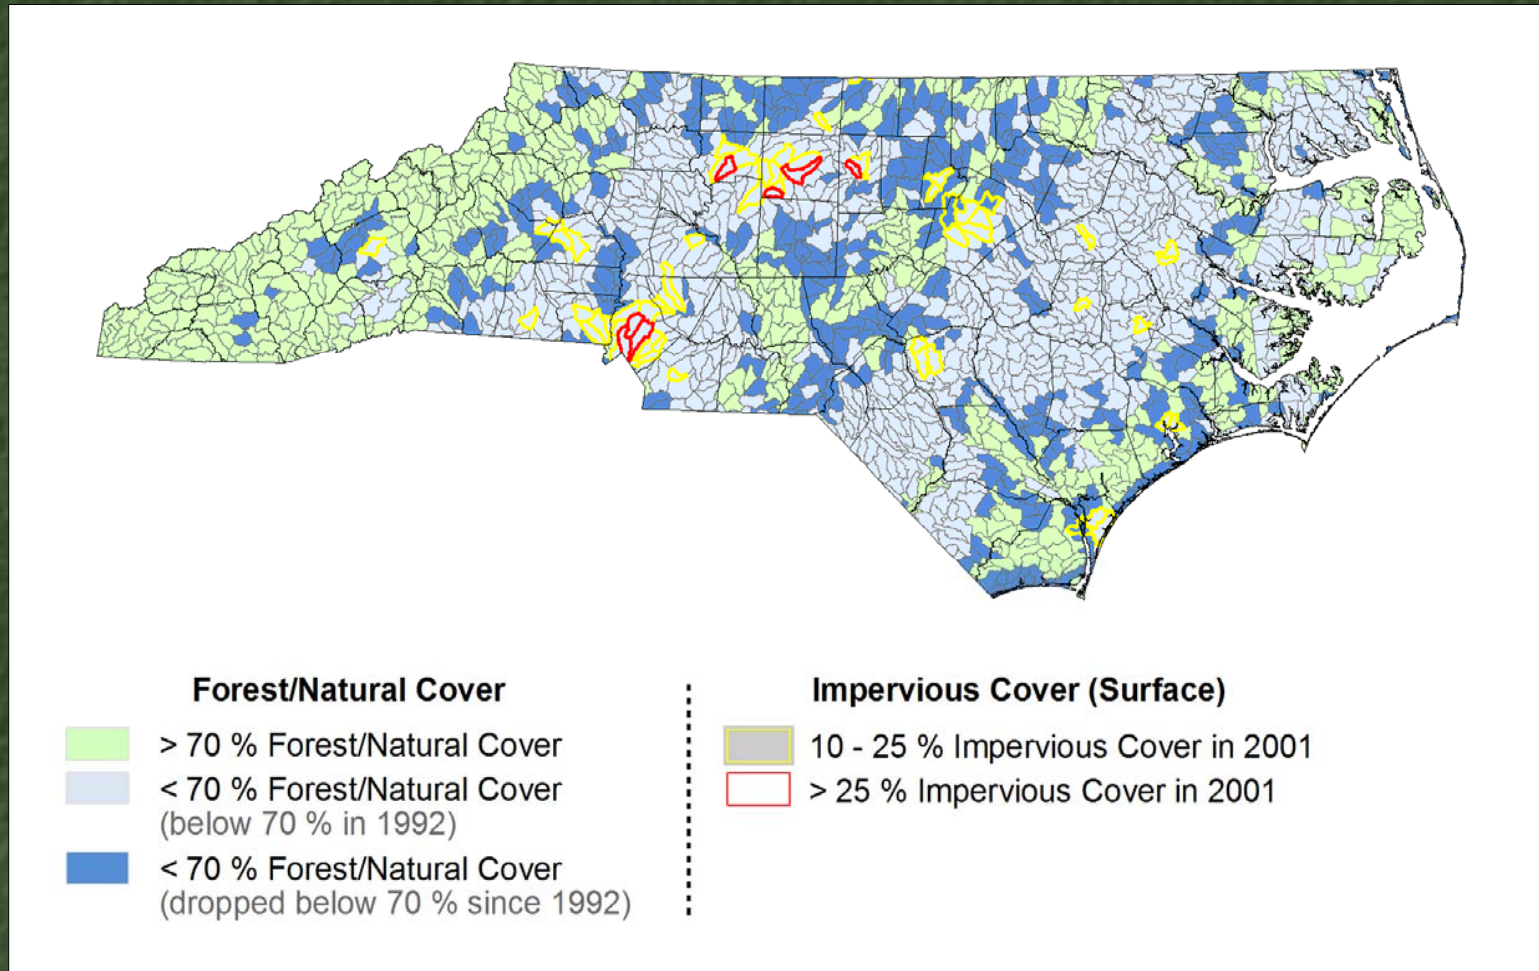 Forest/Natural Cover
> 70 % Forest/Natural Cover
< 70 % Forest/Natural Cover
(below 70 % in 1992)
< 70 % Forest/Natural Cover
(dropped below 70 % since 1992)
Impervious Cover (Surface)
10 - 25 % Impervious Cover in 2001
> 25 % Impervious Cover in 2001